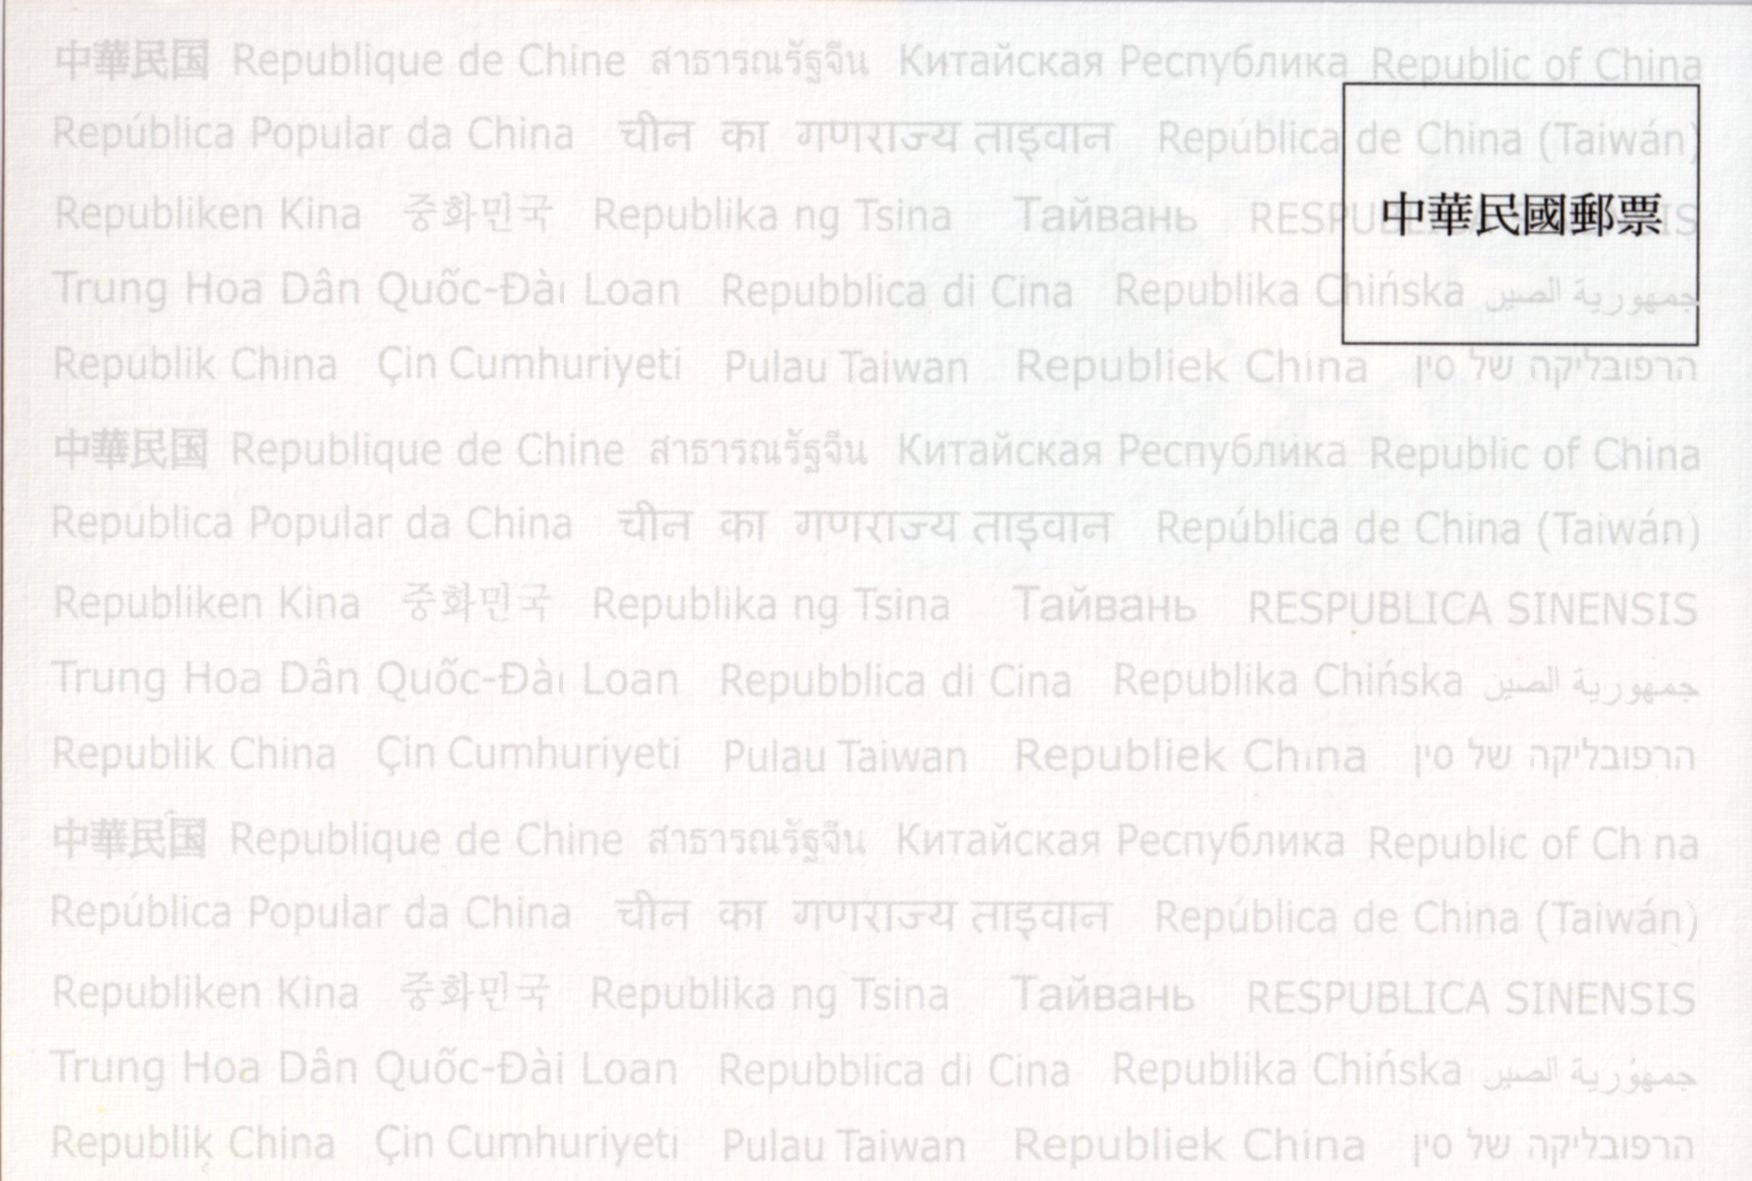 中華民国 Republique de Chine สาธารณรัฐจีน Китайская Республика Republic of China
República Popular da China चीन का गणराज्य ताइवान República de China (Taiwán)
Republiken Kina 중화민국 Republika ng Tsina Тайвань RESPU IS
中華民國郵票
Trung Hoa Dân Quốc-Đài Loan Repubblica di Cina Republika Chińska جمهورية الصين
Republik China Çin Cumhuriyeti Pulau Taiwan Republiek China הרפובליקה של סין
中華民国 Republique de Chine สาธารณรัฐจีน Китайская Республика Republic of China
República Popular da China चीन का गणराज्य ताइवान República de China (Taiwán)
Republiken Kina 중화민국 Republika ng Tsina Тайвань RESPUBLICA SINENSIS
Trung Hoa Dân Quốc-Đài Loan Repubblica di Cina Republika Chińska جمهورية الصين
Republik China Çin Cumhuriyeti Pulau Taiwan Republiek China הרפובליקה של סין
中華民国 Republique de Chine สาธารณรัฐจีน Китайская Республика Republic of Ch na
República Popular da China चीन का गणराज्य ताइवान República de China (Taiwán)
Republiken Kina 중화민국 Republika ng Tsina Тайвань RESPUBLICA SINENSIS
Trung Hoa Dân Quốc-Đài Loan Repubblica di Cina Republika Chińska جمهورية الصين
Republik China Çin Cumhuriyeti Pulau Taiwan Republiek China הרפובליקה של סין